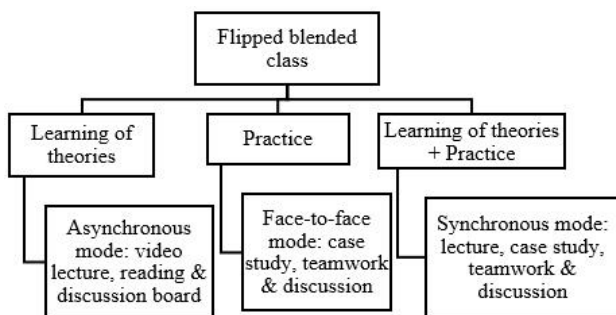 Flipped blended
class
Learning of
theories
Practice
Learning of theories
+ Practice
Asynchronous
mode: video
lecture, reading &
discussion board
Face-to-face
mode: case
study, teamwork
& discussion
Synchronous mode:
lecture, case study,
teamwork &
discussion